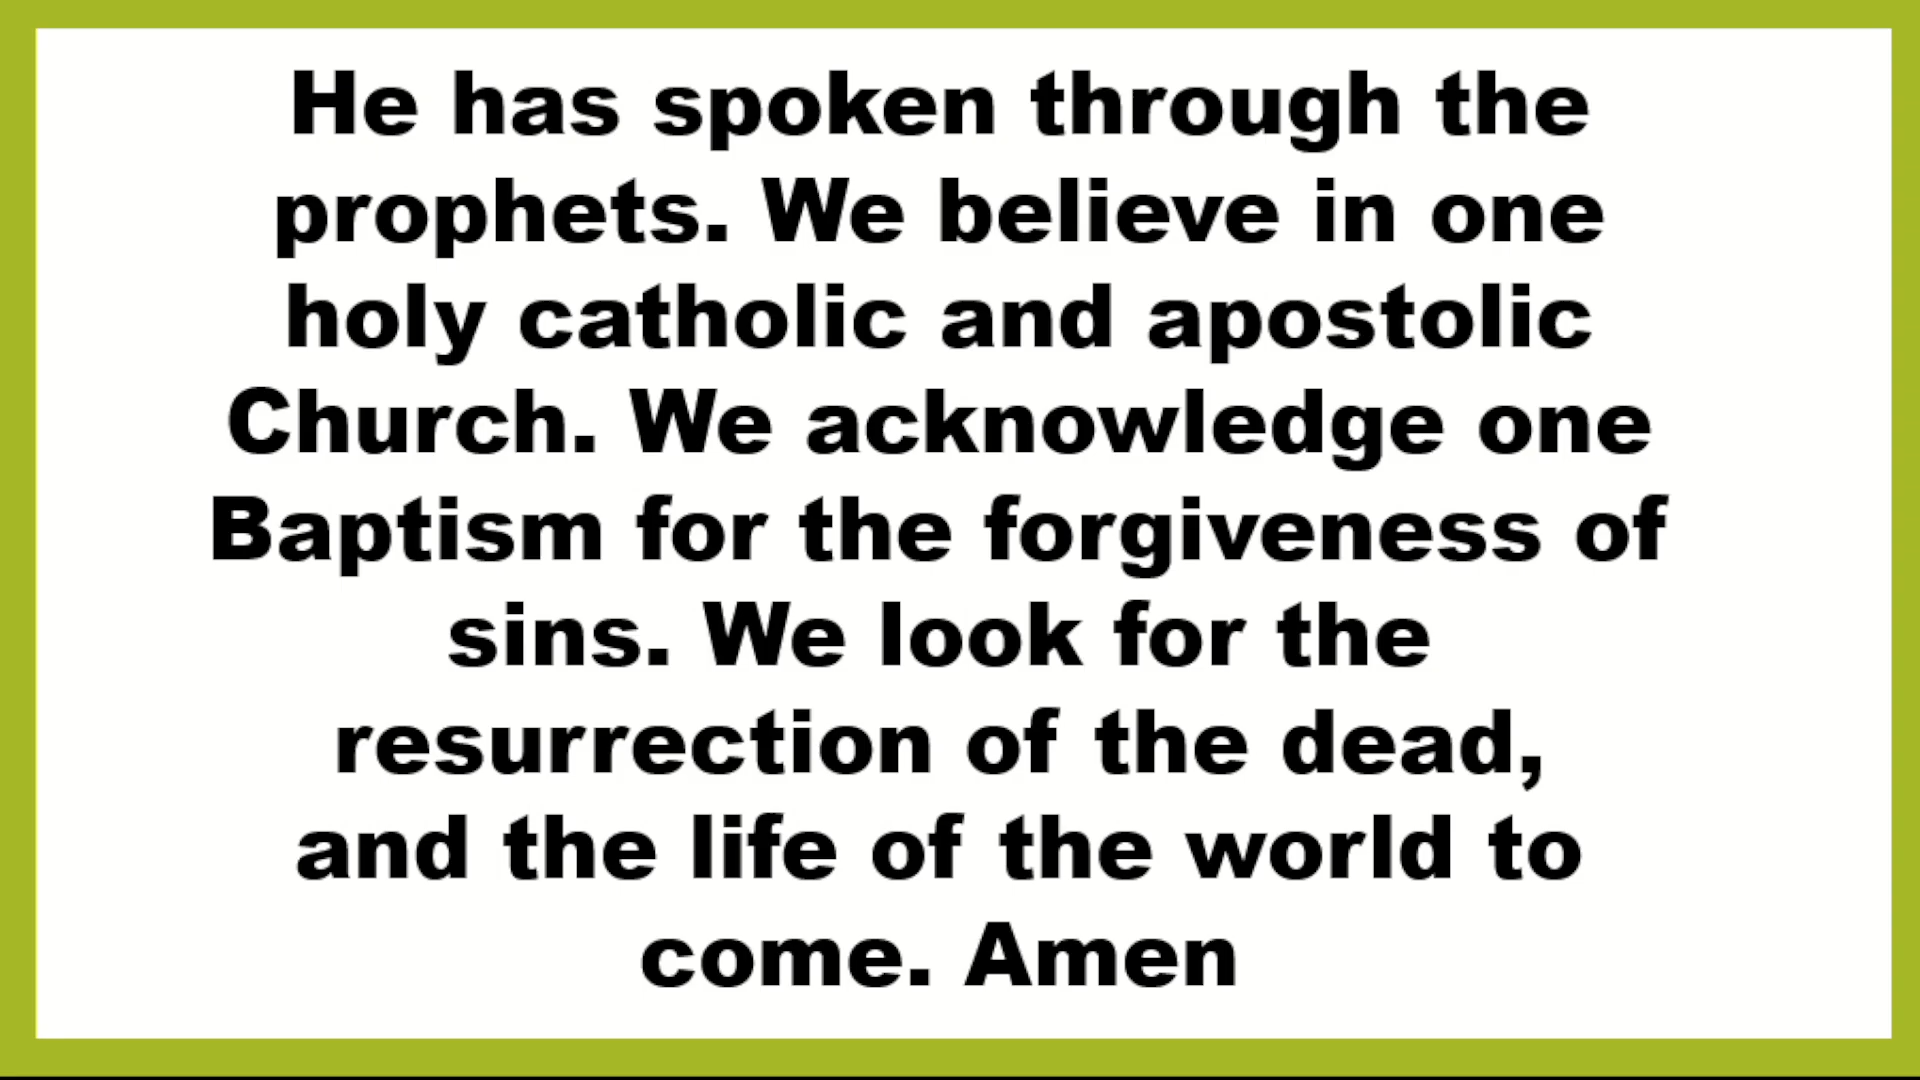 He has spoken through the
prophets. We believe in one
holy catholic and apostolic
Church. We acknowledge one
Baptism for the forgiveness of
sins. We look for the
resurrection of the dead,
and the life of the world to
come. Amen